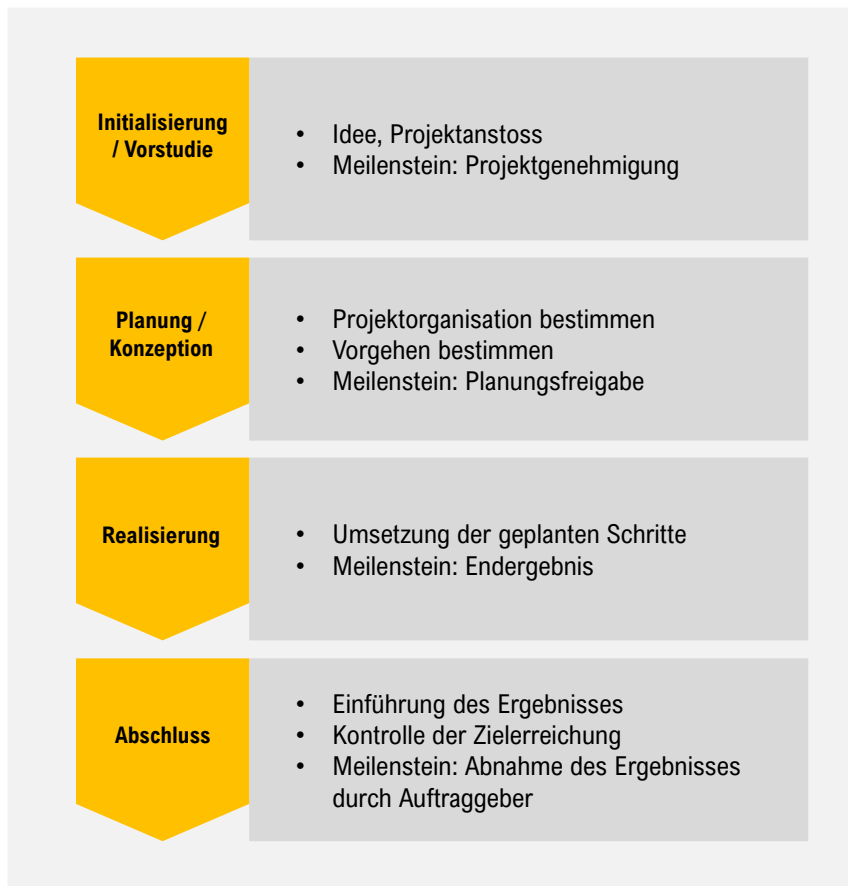 Initialisierung
/ Vorstudie
• Idee, Projektanstoss
• Meilenstein: Projektgenehmigung
Planung /
Konzeption
• Projektorganisation bestimmen
• Vorgehen bestimmen
• Meilenstein: Planungsfreigabe
Realisierung
• Umsetzung der geplanten Schritte
• Meilenstein: Endergebnis
Abschluss
• Einführung des Ergebnisses
• Kontrolle der Zielerreichung
• Meilenstein: Abnahme des Ergebnisses
durch Auftraggeber